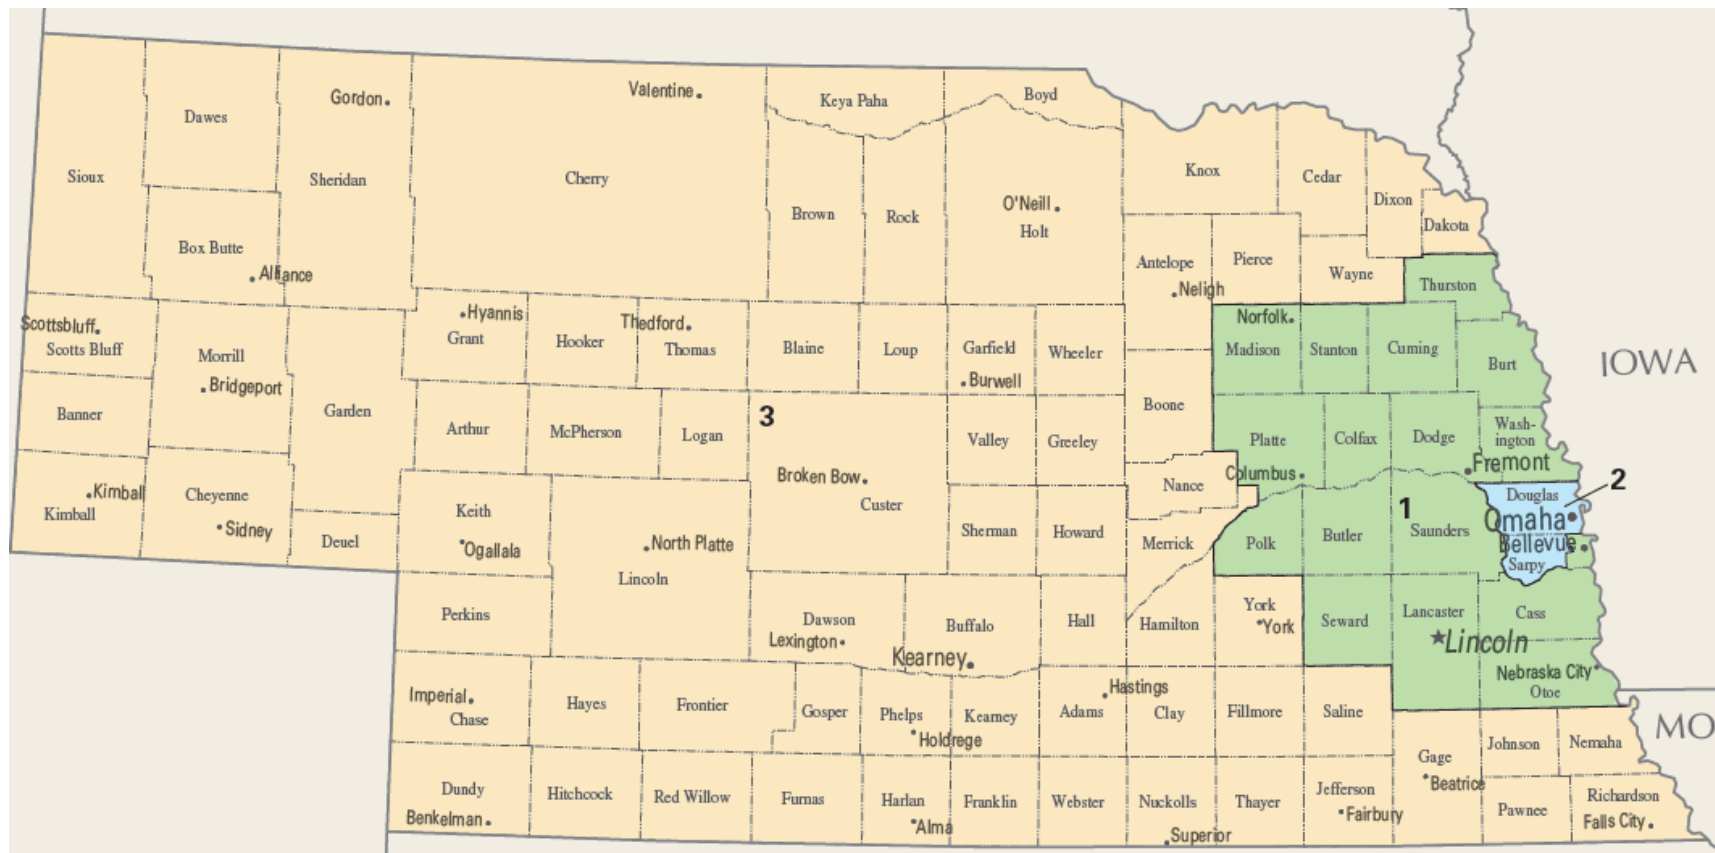 Gordon
Valentine
Keya Paha
Boyd
Dawes
Sioux
Sheridan
Cherry
Knox
Cedar
Dixon
Dakota
Brown
Rock
O'Neill
Holt
Box Butte
Alliance
Antelope
Pierce
Wayne
Neligh
Thurston
Scottsbluff
Scotts Bluff
Hyannis
Grant
Hooker
Thedford
Thomas
Blaine
Loup
Garfield
Burwell
Wheeler
Norfolk
Madison
Stanton
Cuming
Burt
IOWA
Morrill
Bridgeport
Banner
Garden
Arthur
McPherson
Logan
3
Valley
Greeley
Boone
Platte
Columbus
Colfax
Dodge
Wash-
ington
Fremont
Kimball
Kimball
Cheyenne
Sidney
Deuel
Keith
Ogallala
North Platte
Lincoln
Broken Bow
Custer
Sherman
Howard
Nance
Merrick
Polk
Butler
1
Saunders
Douglas
2
Omaha
Bellevue
Sarpy
Perkins
Dawson
Lexington
Buffalo
Kearney
Hall
Hamilton
York
York
Seward
Lancaster
Lincoln
Cass
Nebraska City
Otoe
Imperial
Chase
Hayes
Frontier
Gosper
Phelps
Holdrege
Kearney
Adams
Hastings
Clay
Fillmore
Saline
Gage
Beatrice
Johnson
Nemaha
MO
Dundy
Benkelman
Hitchcock
Red Willow
Furnas
Harlan
Alma
Franklin
Webster
Nuckolls
Superior
Thayer
Jefferson
Fairbury
Pawnee
Richardson
Falls City